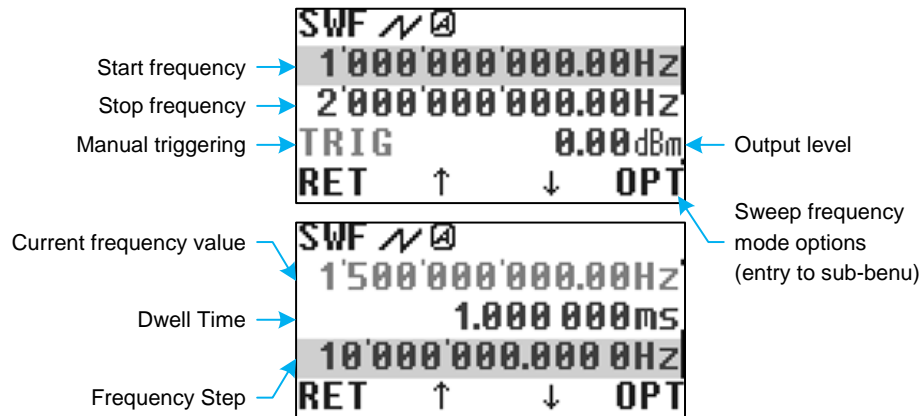 SWF
Start frequency
1'000'000'000.00Hz
Stop frequency
2'000'000'000.00Hz
Manual triggering
TRIG 0.00dBm
Output level
RET ↑ ↓ OPT
Sweep frequency
mode options
(entry to sub-benu)
SWF
Current frequency value
1'500'000'000.00Hz
Dwell Time
1.000 000ms
Frequency Step
10'000'000.000 0Hz
RET ↑ ↓ OPT